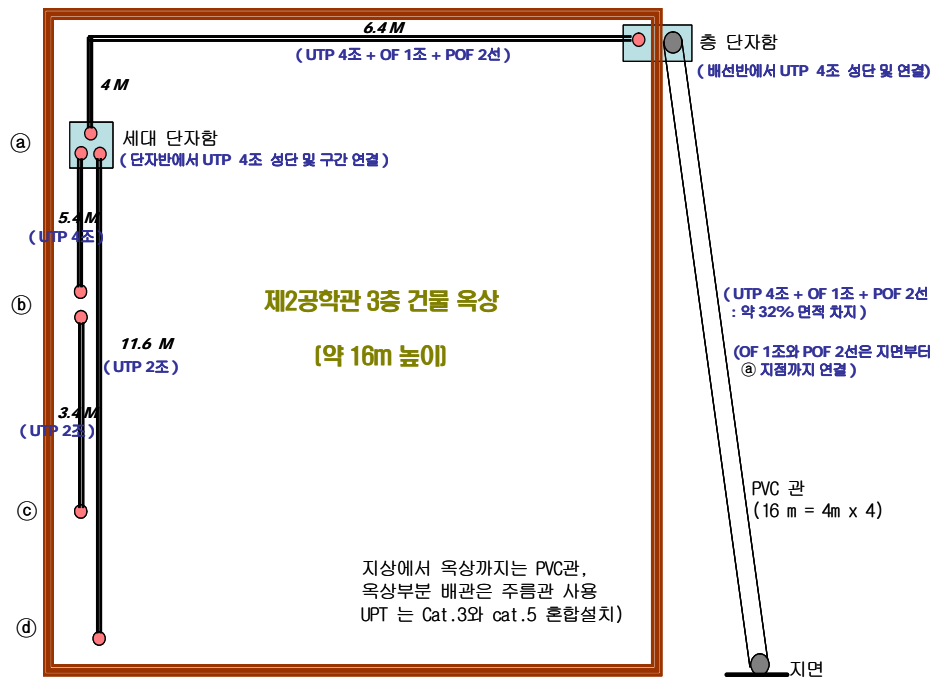 6.4 M
(UTP 4조 + OF 1조 + POF 2선)
층 단자함
(배선반에서 UTP 4조 성단 및 연결)
4 M
ⓐ
세대 단자함
(단자반에서 UTP 4조 성단 및 구간 연결)
5.4 M
(UTP 4조)
ⓑ
제2공학관 3층 건물 옥상
(약 16m 높이)
(UTP 4조 + OF 1조 + POF 2선
: 약 32% 면적 차지)
(OF 1조와 POF 2선은 지면부터
ⓐ 지점까지 연결)
11.6 M
(UTP 2조)
3.4 M
(UTP 2조)
ⓒ
PVC 관
(16 m = 4m x 4)
지상에서 옥상까지는 PVC관,
옥상부분 배관은 주름관 사용
UPT 는 Cat.3와 cat.5 혼합설치)
ⓓ
지면